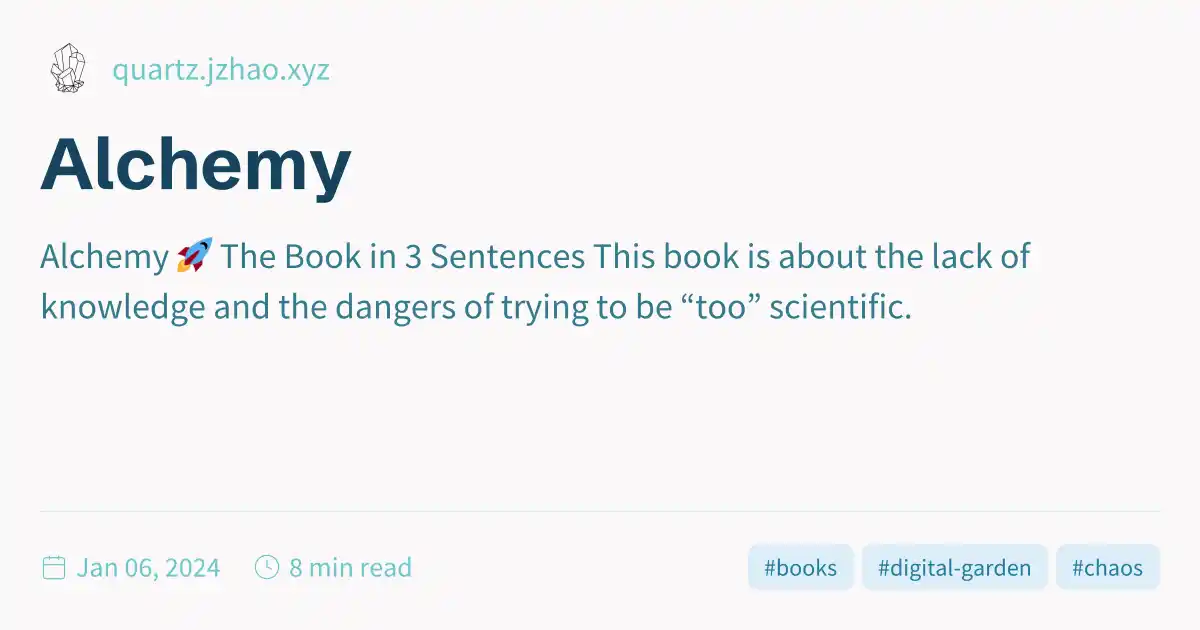 quartz.jzhao.xyz
Alchemy
Alchemy 🚀 The Book in 3 Sentences This book is about the lack of
knowledge and the dangers of trying to be “too” scientific.
Jan 06, 2024 8 min read #books #digital-garden #chaos